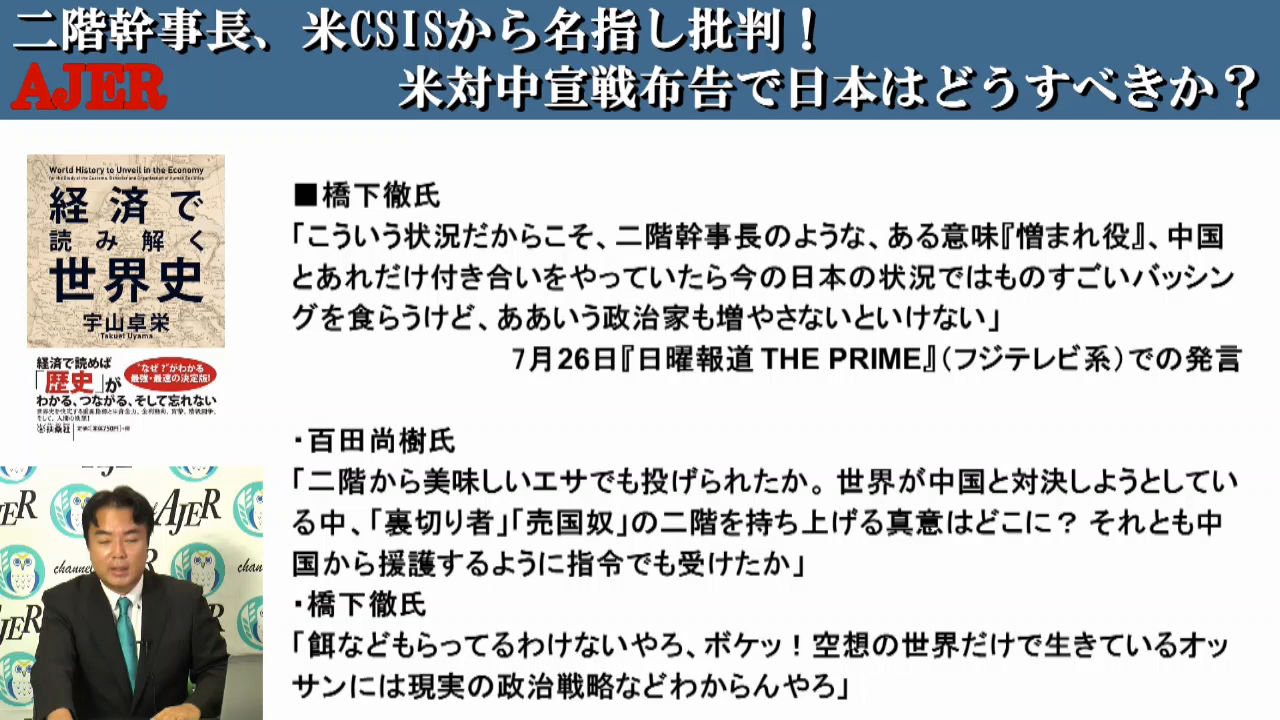 二階幹事長、米CSISから名指し批判！
AJER
米対中宣戦布告で日本はどうすべきか？
World History to Unveil in the Economy
経済で
読み解く
世界史
宇山卓栄
Takuei Uyama
経済で読めば
「歴史」が
"なぜ？"がわかる
最強・最速の決定版！
わかる、つながる、そして忘れない
扶桑社
■橋下徹氏
「こういう状況だからこそ、二階幹事長のような、ある意味『憎まれ役』、中国
とあれだけ付き合いをやっていたら今の日本の状況ではものすごいバッシン
グを食らうけど、ああいう政治家も増やさないといけない」
7月26日『日曜報道 THE PRIME』（フジテレビ系）での発言
・百田尚樹氏
「二階から美味しいエサでも投げられたか。世界が中国と対決しようとしてい
る中、「裏切り者」「売国奴」の二階を持ち上げる真意はどこに？ それとも中
国から援護するように指令でも受けたか」
・橋下徹氏
「餌などもらってるわけないやろ、ボケッ！空想の世界だけで生きているオッ
サンには現実の政治戦略などわからんやろ」
AJER
channel
AJER
channel
AJER